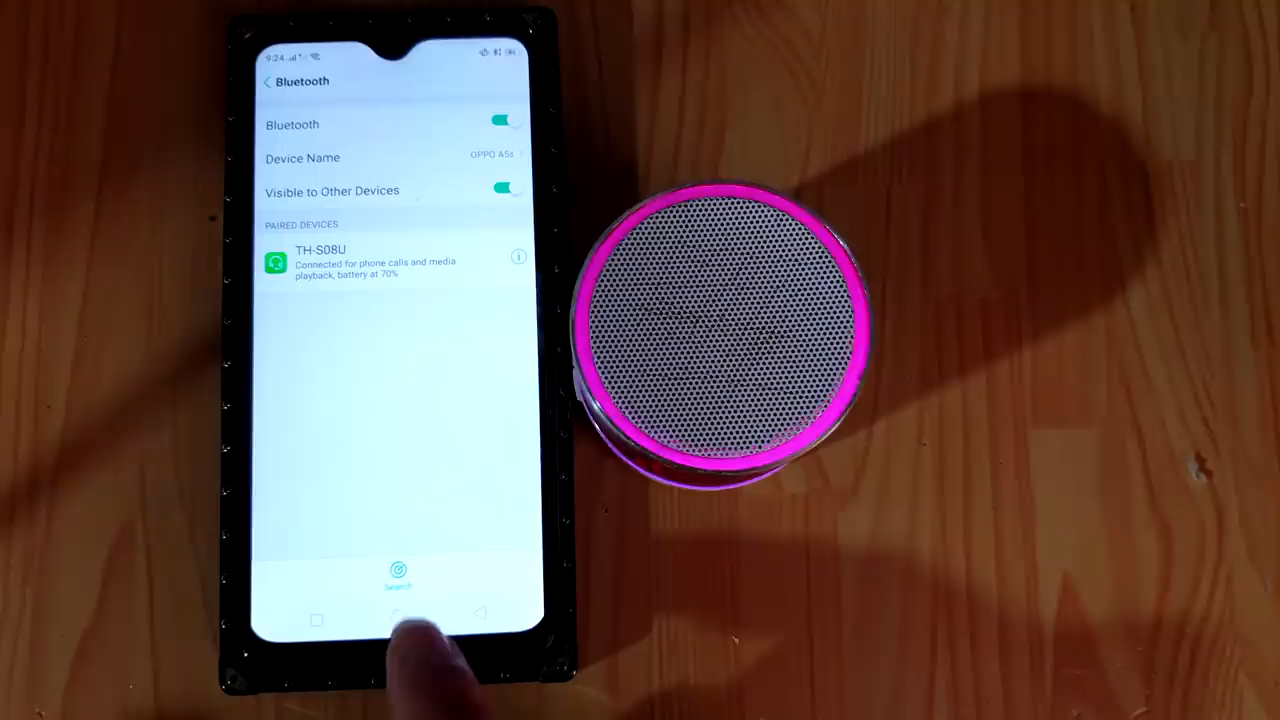 9:24
Bluetooth
Bluetooth
Device Name OPPO A5s
Visible to Other Devices
PAIRED DEVICES
TH-S08U
Connected for phone calls and media
playback, battery at 70%
Search